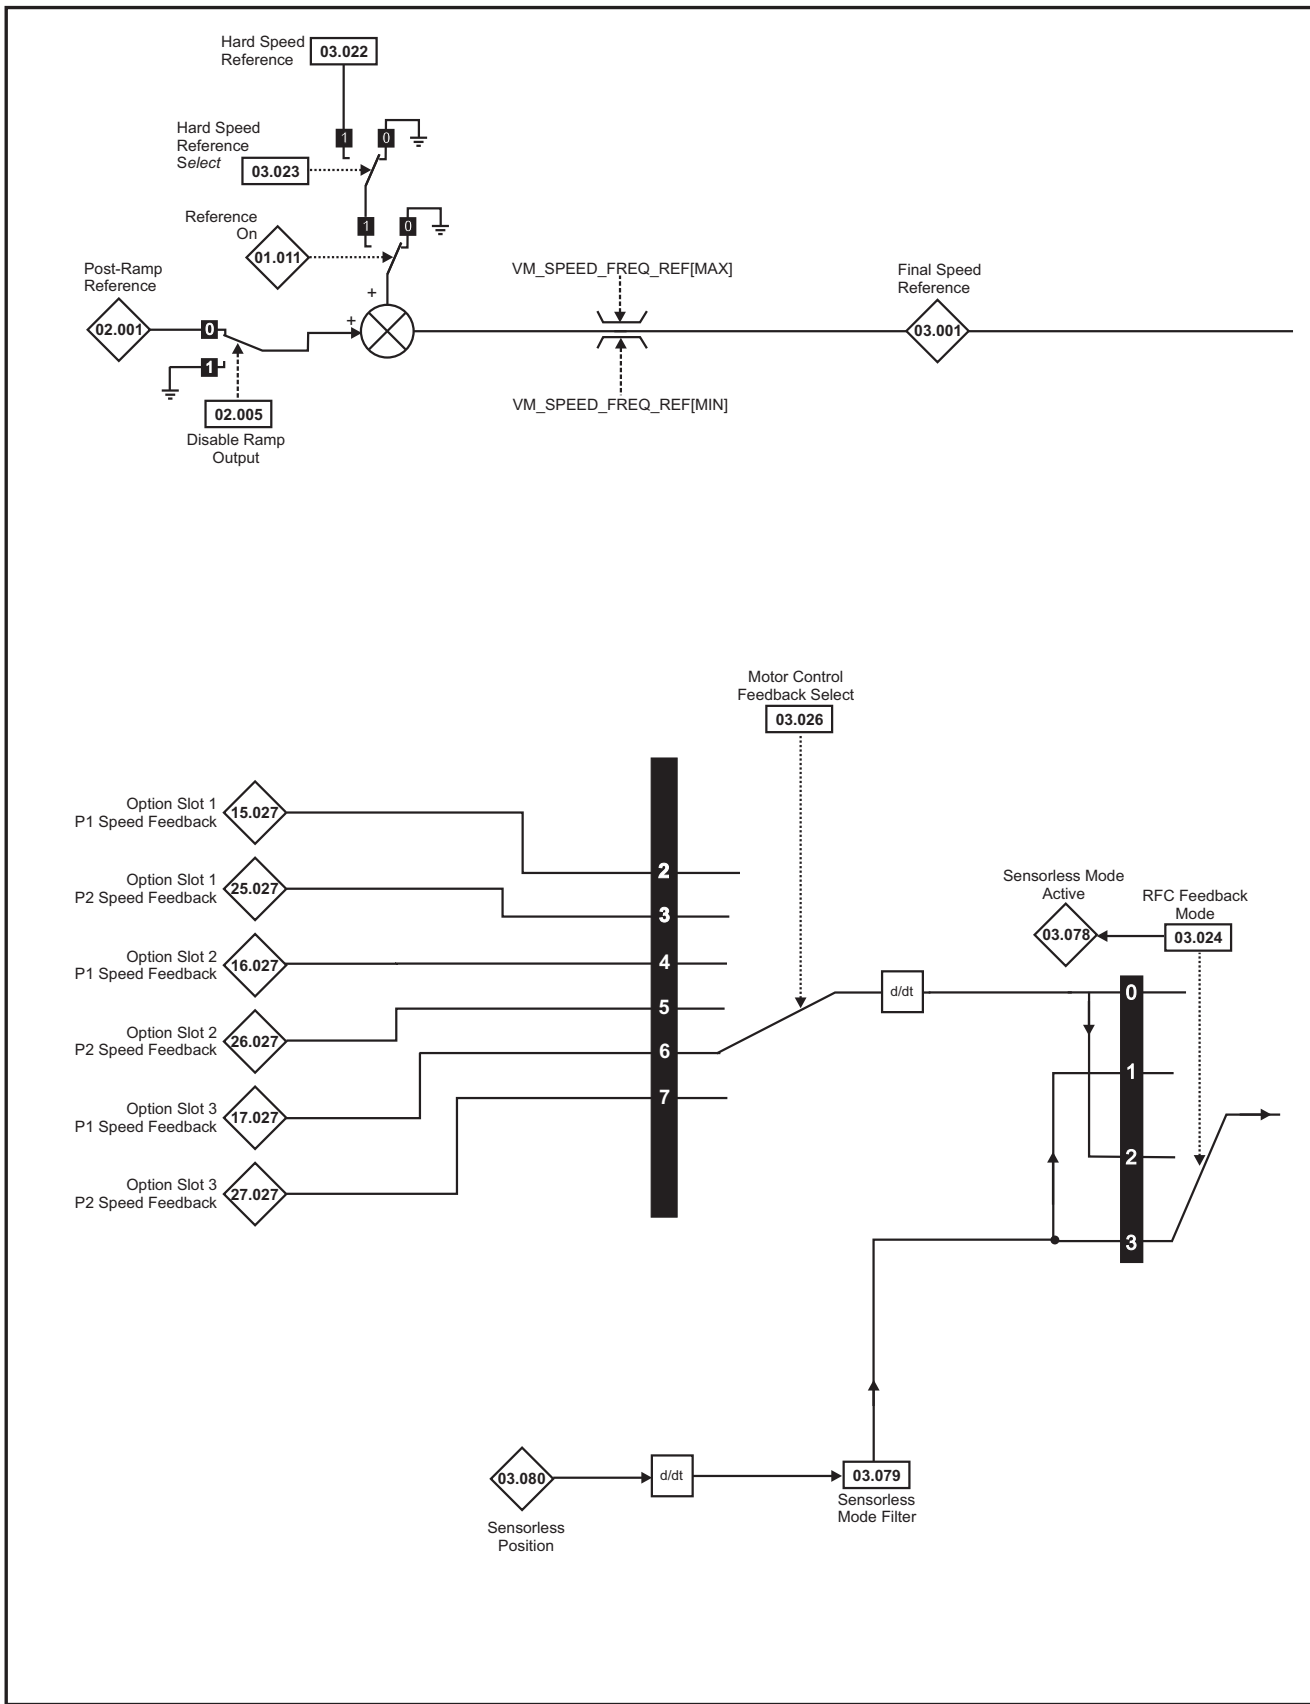 Hard Speed
Reference
03.022
1
0
Hard Speed
Reference
Select
03.023
Reference
On
01.011
1
0
Post-Ramp
Reference
02.001
0
1
+
+
02.005
Disable Ramp
Output
VM_SPEED_FREQ_REF[MAX]
VM_SPEED_FREQ_REF[MIN]
Final Speed
Reference
03.001
Motor Control
Feedback Select
03.026
Option Slot 1
P1 Speed Feedback
15.027
Option Slot 1
P2 Speed Feedback
25.027
Option Slot 2
P1 Speed Feedback
16.027
Option Slot 2
P2 Speed Feedback
26.027
Option Slot 3
P1 Speed Feedback
17.027
Option Slot 3
P2 Speed Feedback
27.027
2
3
4
5
6
7
d/dt
Sensorless Mode
Active
03.078
RFC Feedback
Mode
03.024
0
1
2
3
03.080
Sensorless
Position
d/dt
03.079
Sensorless
Mode Filter